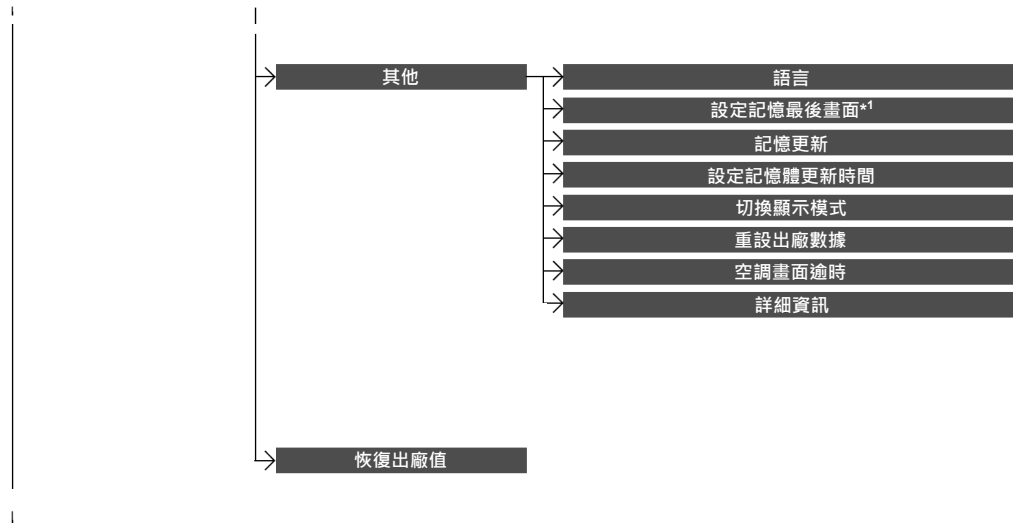 其他
語言
設定記憶最後畫面*1
記憶更新
設定記憶體更新時間
切換顯示模式
重設出廠數據
空調畫面逾時
詳細資訊
恢復出廠值